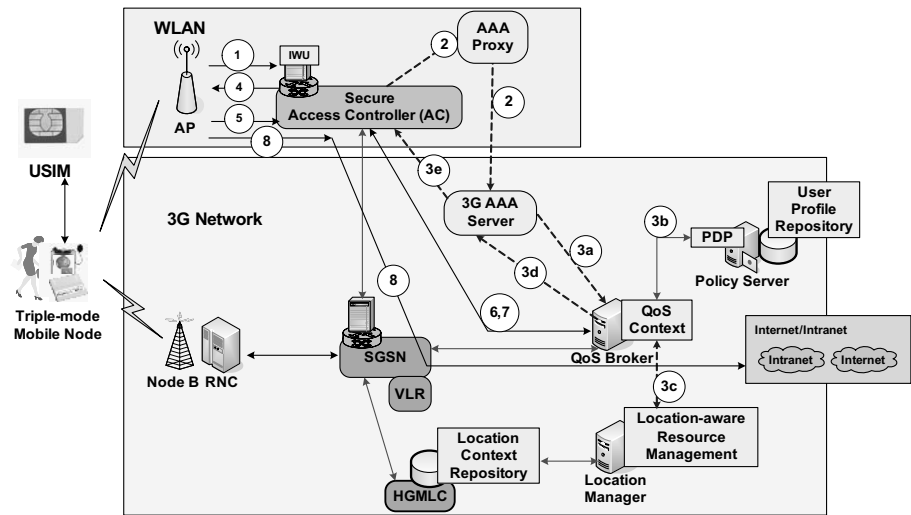 WLAN
AP
1
4
5
8
IWU
Secure
Access Controller (AC)
2
AAA
Proxy
2
USIM
Triple-mode
Mobile Node
3G Network
3e
3G AAA
Server
3a
3d
3b
PDP
User
Profile
Repository
Policy Server
8
6,7
QoS
Context
QoS Broker
Internet/Intranet
Intranet
Internet
Node B
RNC
SGSN
VLR
3c
Location-aware
Resource
Management
Location
Manager
Location
Context
Repository
HGMLC